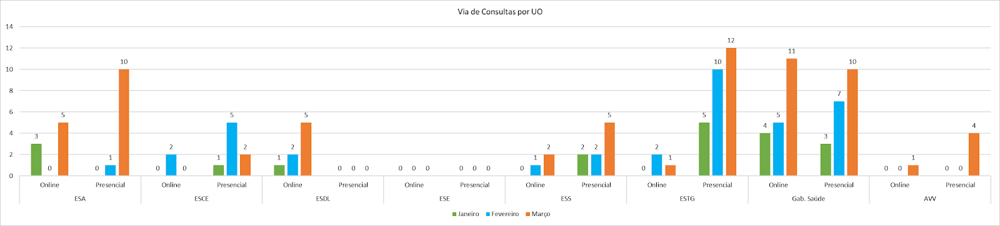 Via de Consultas por UO
14
12
10
8
6
4
2
0
3 0 5 0 1 10 0 2 0 1 5 2 1 2 5 0 0 0 0 0 0 0 0 0 0 1 2 2 2 5 0 2 1 5 10 12 4 5 11 3 7 10 0 0 1 0 0 4
Online Presencial Online Presencial Online Presencial Online Presencial Online Presencial Online Presencial Online Presencial Online Presencial
ESA ESCE ESDL ESE ESS ESTG Gab. Saúde AVV
Janeiro Fevereiro Março